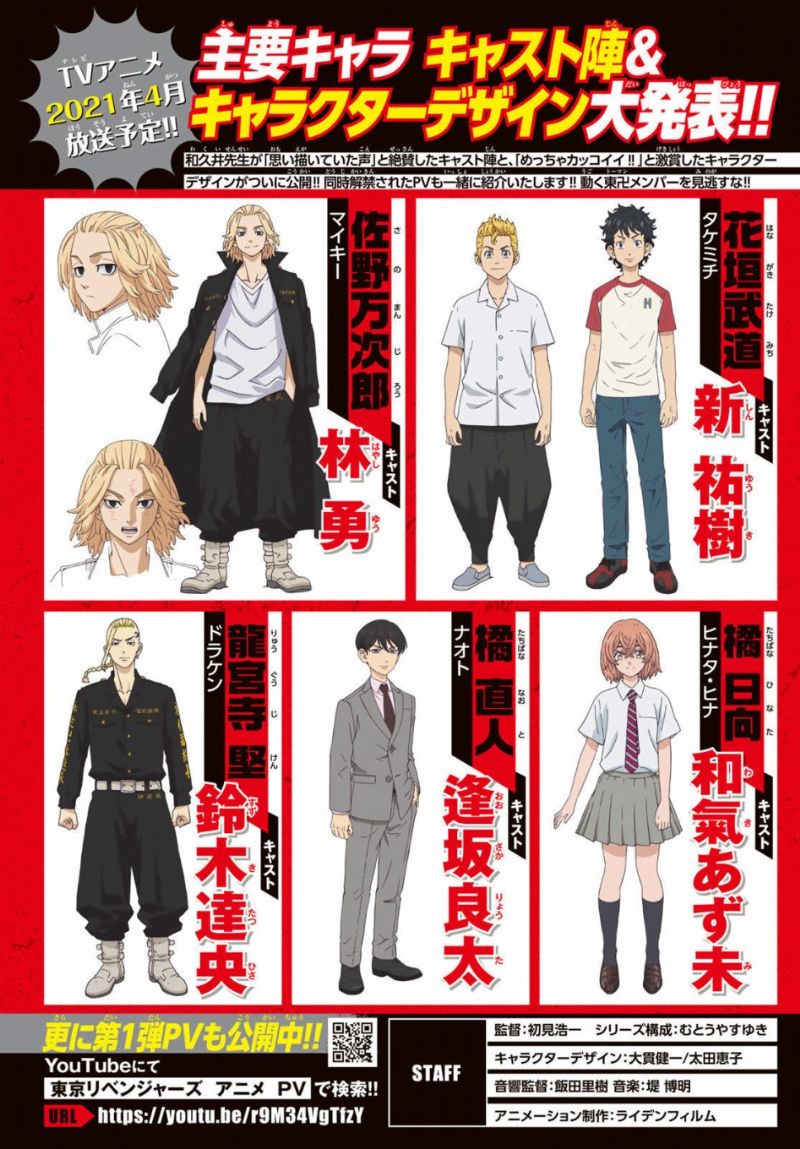 TVアニメ
2021年4月
放送予定!!
主要キャラ キャスト陣&
キャラクターデザイン大発表!!
和久井先生が「思い描いていた声」と絶賛したキャスト陣と、「めっちゃカッコイイ!!」と激賞したキャラクター
デザインがついに公開!! 同時解禁されたPVも一緒に紹介いたします!! 動く東卍メンバーを見逃すな!!
佐野万次郎
マイキー
キャスト
林 勇
花垣武道
タケミチ
キャスト
新 祐樹
龍宮寺 堅
ドラケン
キャスト
鈴木達央
橘 直人
ナオト
キャスト
逢坂良太
橘 日向
ヒナタ・ヒナ
キャスト
和氣あず未
更に第1弾PVも公開中!!
YouTubeにて
東京リベンジャーズ アニメ PV で検索!!
URL https://youtu.be/r9M34VgTfzY
STAFF
監督:初見浩一 シリーズ構成:むとうやすゆき
キャラクターデザイン:大貫健一/太田恵子
音響監督:飯田里樹 音楽:堤 博明
アニメーション制作:ライデンフィルム